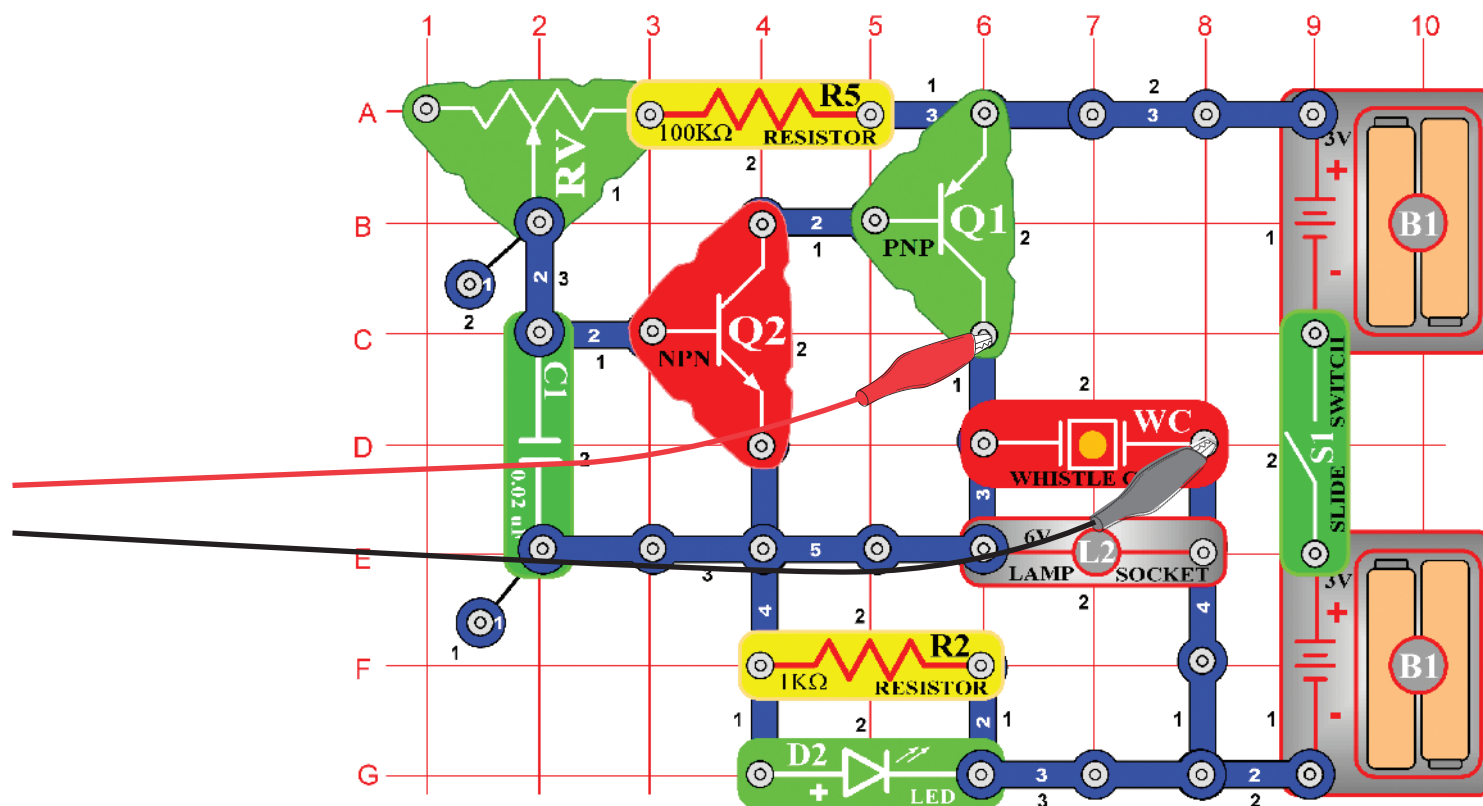 1 2 3 4 5 6 7 8 9 10
A
B
C
D
E
F
G
RV
1
R5
100KΩ RESISTOR
2
1
3
2
3
3V
+
-
B1
1
Q1
PNP
2
2
1
1
2
2
3
2
1
Q2
NPN
2
C1
0.02 u
2
1
3
2
WC
WHISTLE C
6V
L2
LAMP SOCKET
2
S1
SLIDE SWITCH
2
5
3
1
1
4
2
R2
1KΩ RESISTOR
4
3V
+
-
B1
1
1
2
2
1
1
D2
+
LED
3
3
2
2